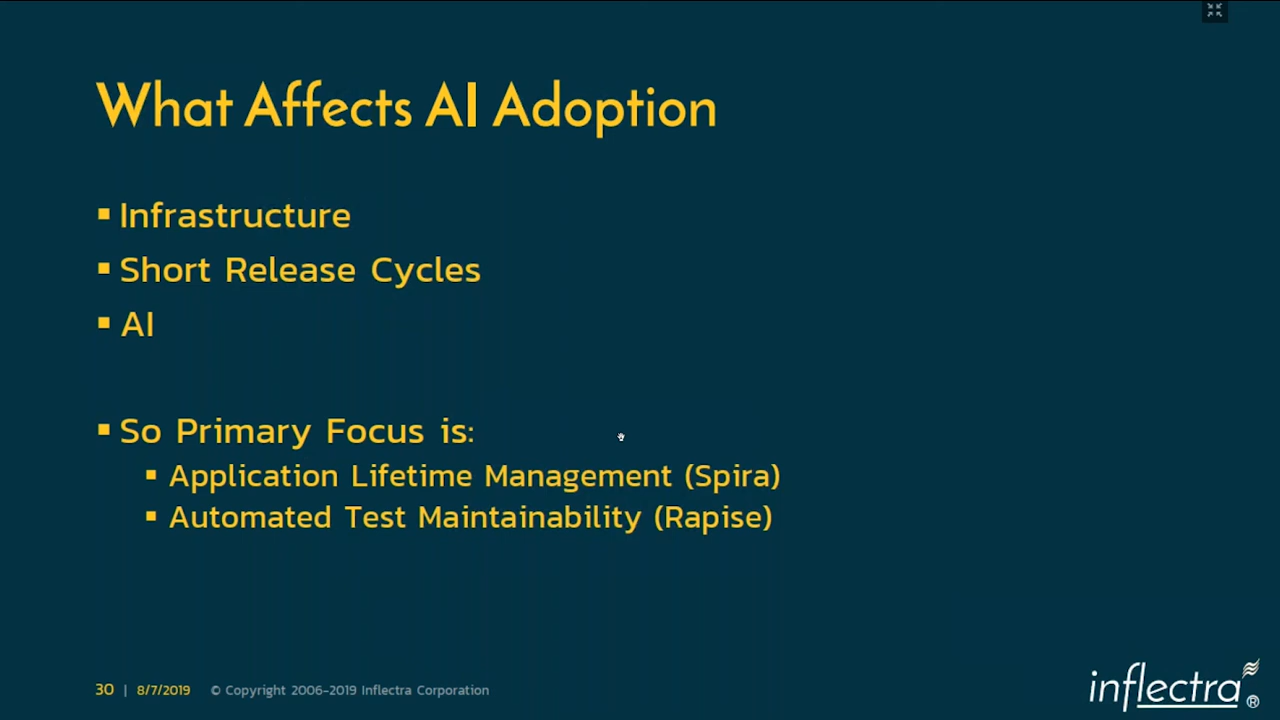 What Affects AI Adoption
▪ Infrastructure
▪ Short Release Cycles
▪ AI
▪ So Primary Focus is:
▪ Application Lifetime Management (Spira)
▪ Automated Test Maintainability (Rapise)
30 | 8/7/2019 © Copyright 2006-2019 Inflectra Corporation
inflectra®